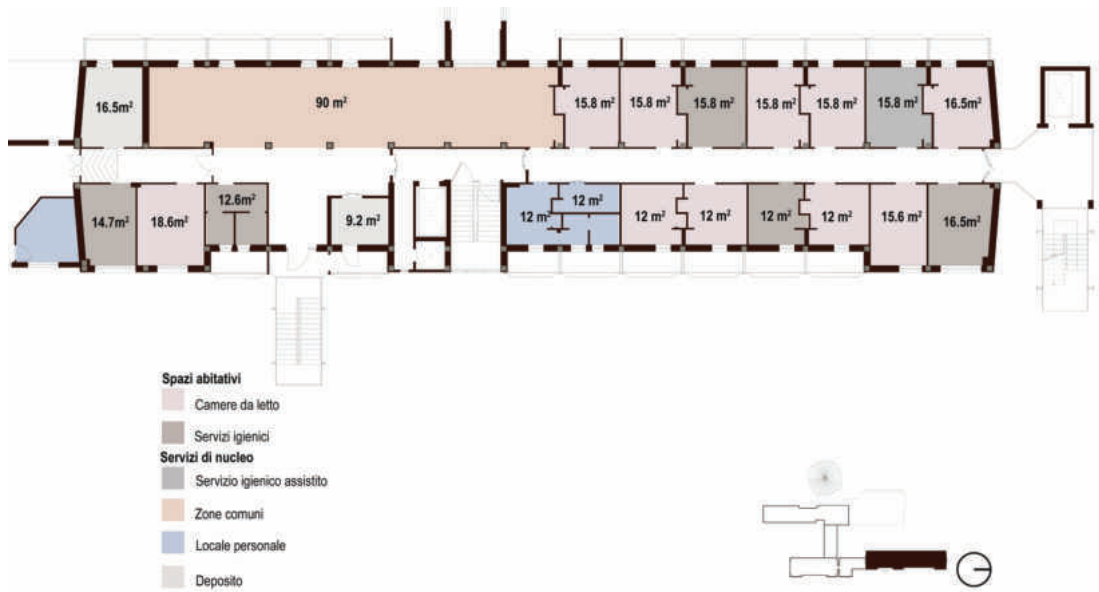 16.5m²
90 m²
15.8 m²
15.8 m²
15.8 m²
15.8 m²
15.8 m²
15.8 m²
16.5m²
14.7m²
18.6m²
12.6m²
9.2 m²
12 m²
12 m²
12 m²
12 m²
12 m²
12 m²
15.6 m²
16.5m²
Spazi abitativi
Camere da letto
Servizi igienici
Servizi di nucleo
Servizio igienico assistito
Zone comuni
Locale personale
Deposito